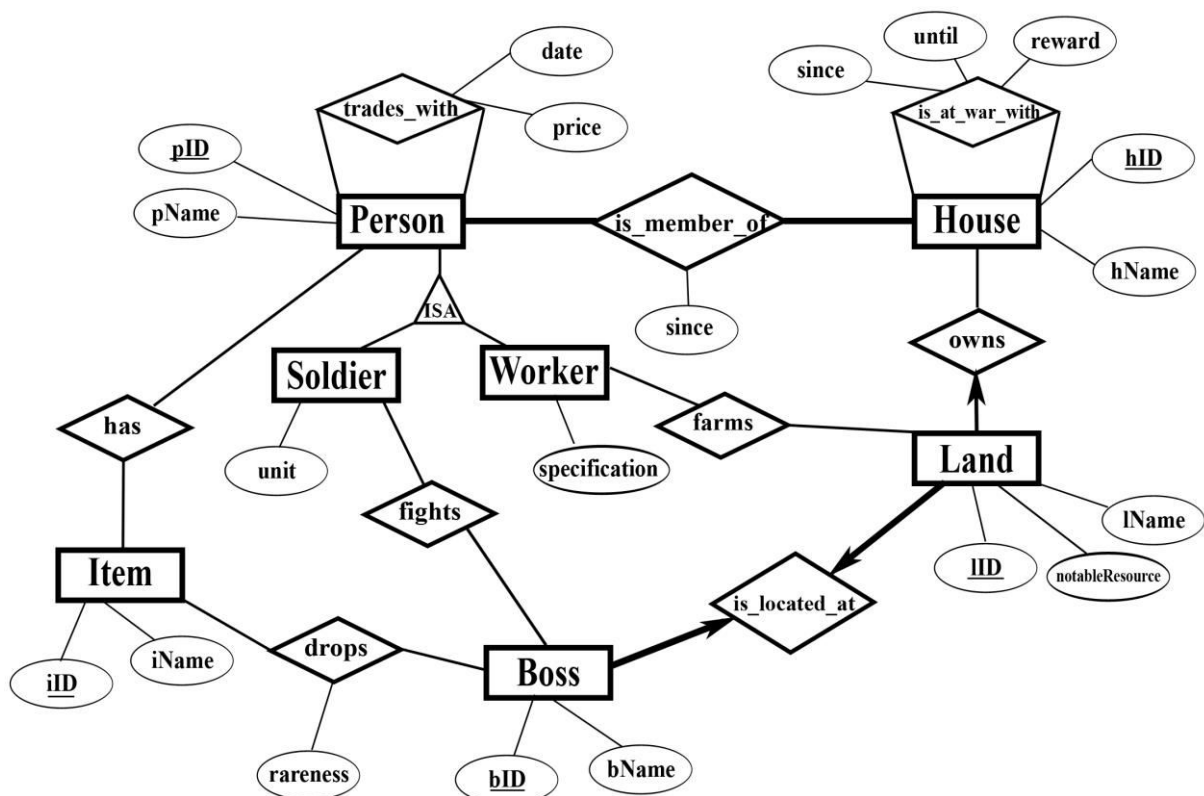 date
until
reward
since
trades_with
is_at_war_with
price
pID
hID
pName
Person
is_member_of
House
hName
ISA
since
owns
Soldier
Worker
has
farms
unit
specification
Land
fights
lName
Item
lID
notableResource
is_located_at
drops
iName
Boss
iID
rareness
bID
bName